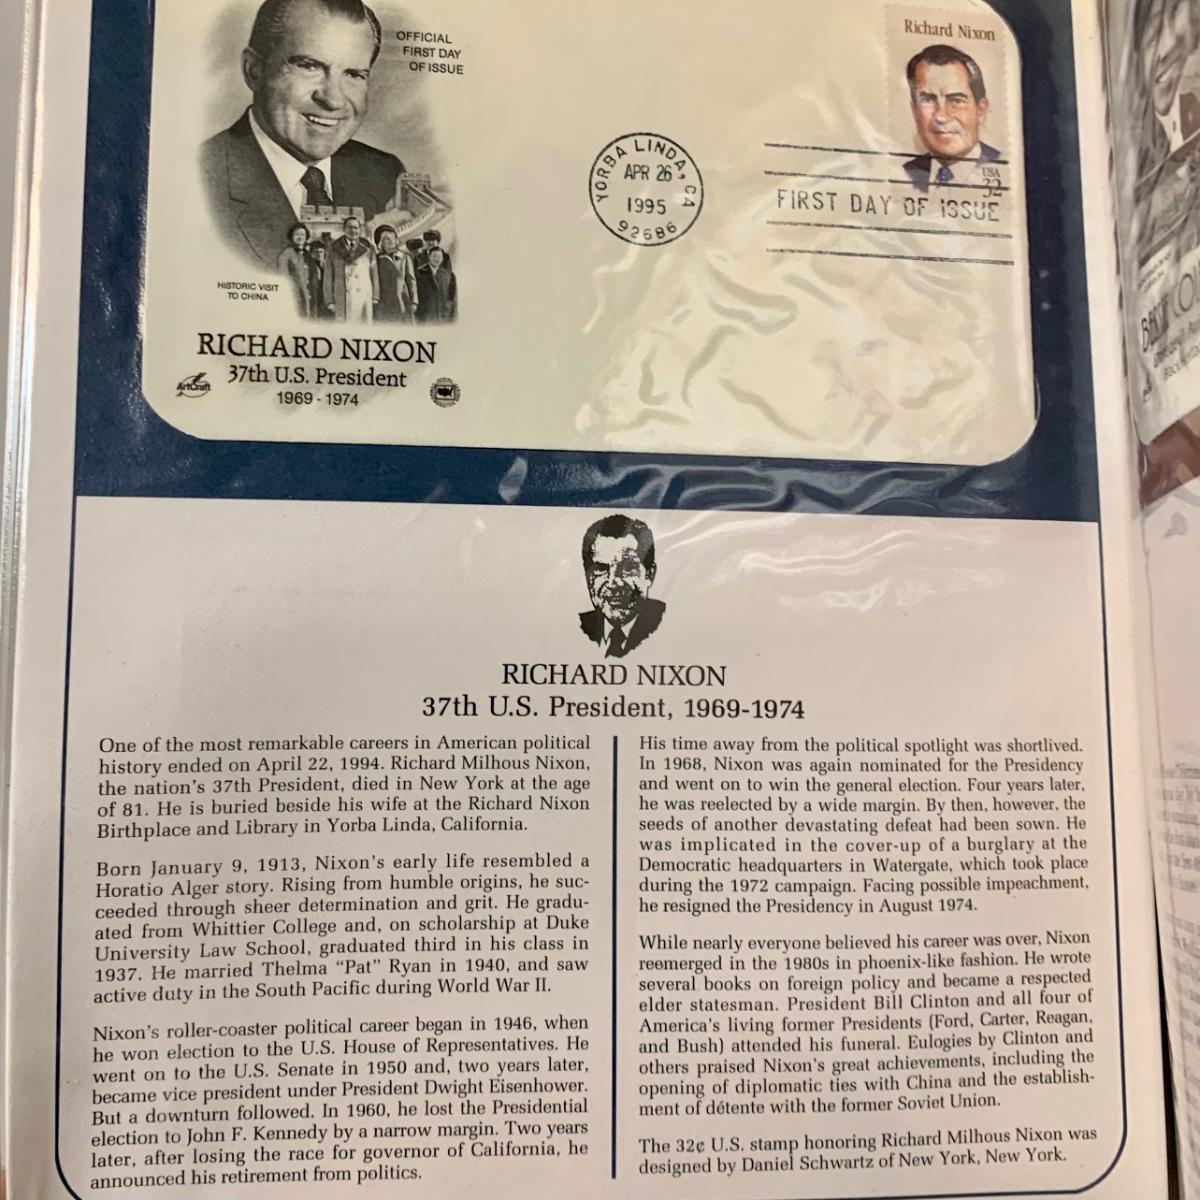 OFFICIAL
FIRST DAY
OF ISSUE
Richard Nixon
USA
32
YORBA LINDA, CA
APR 26
1995
92686
FIRST DAY OF ISSUE
HISTORIC VISIT
TO CHINA
RICHARD NIXON
37th U.S. President
1969 - 1974
ArtCraft
RICHARD NIXON
37th U.S. President, 1969-1974
One of the most remarkable careers in American political
history ended on April 22, 1994. Richard Milhous Nixon,
the nation's 37th President, died in New York at the age
of 81. He is buried beside his wife at the Richard Nixon
Birthplace and Library in Yorba Linda, California.
Born January 9, 1913, Nixon's early life resembled a
Horatio Alger story. Rising from humble origins, he suc-
ceeded through sheer determination and grit. He gradu-
ated from Whittier College and, on scholarship at Duke
University Law School, graduated third in his class in
1937. He married Thelma “Pat” Ryan in 1940, and saw
active duty in the South Pacific during World War II.
Nixon's roller-coaster political career began in 1946, when
he won election to the U.S. House of Representatives. He
went on to the U.S. Senate in 1950 and, two years later,
became vice president under President Dwight Eisenhower.
But a downturn followed. In 1960, he lost the Presidential
election to John F. Kennedy by a narrow margin. Two years
later, after losing the race for governor of California, he
announced his retirement from politics.
His time away from the political spotlight was shortlived.
In 1968, Nixon was again nominated for the Presidency
and went on to win the general election. Four years later,
he was reelected by a wide margin. By then, however, the
seeds of another devastating defeat had been sown. He
was implicated in the cover-up of a burglary at the
Democratic headquarters in Watergate, which took place
during the 1972 campaign. Facing possible impeachment,
he resigned the Presidency in August 1974.
While nearly everyone believed his career was over, Nixon
reemerged in the 1980s in phoenix-like fashion. He wrote
several books on foreign policy and became a respected
elder statesman. President Bill Clinton and all four of
America's living former Presidents (Ford, Carter, Reagan,
and Bush) attended his funeral. Eulogies by Clinton and
others praised Nixon's great achievements, including the
opening of diplomatic ties with China and the establish-
ment of détente with the former Soviet Union.
The 32¢ U.S. stamp honoring Richard Milhous Nixon was
designed by Daniel Schwartz of New York, New York.